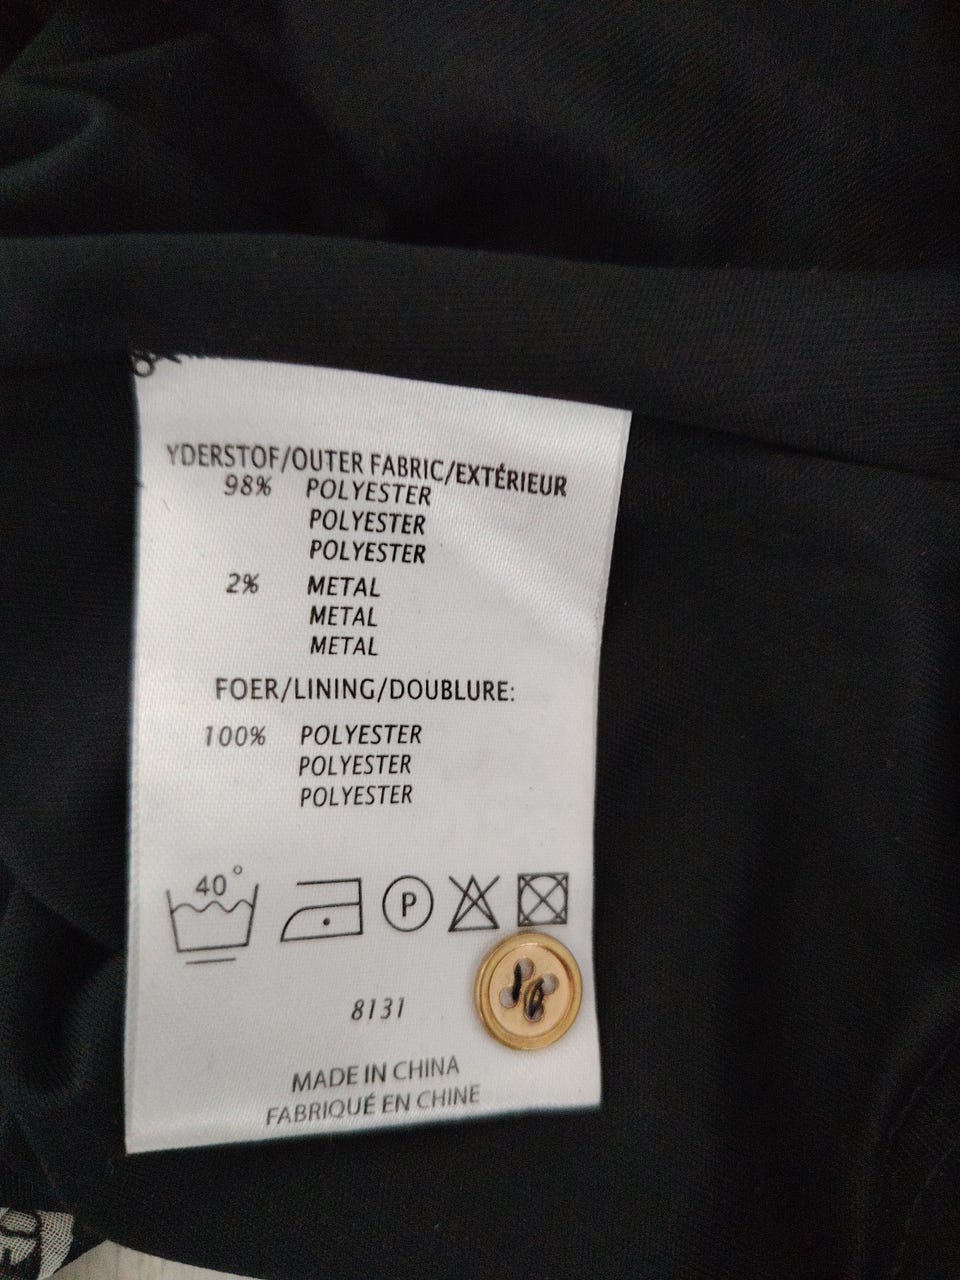 YDERSTOF/OUTER FABRIC/EXTÉRIEUR
98% POLYESTER
POLYESTER
POLYESTER
2% METAL
METAL
METAL
FOER/LINING/DOUBLURE:
100% POLYESTER
POLYESTER
POLYESTER
40°
P
8131
MADE IN CHINA
FABRIQUÉ EN CHINE